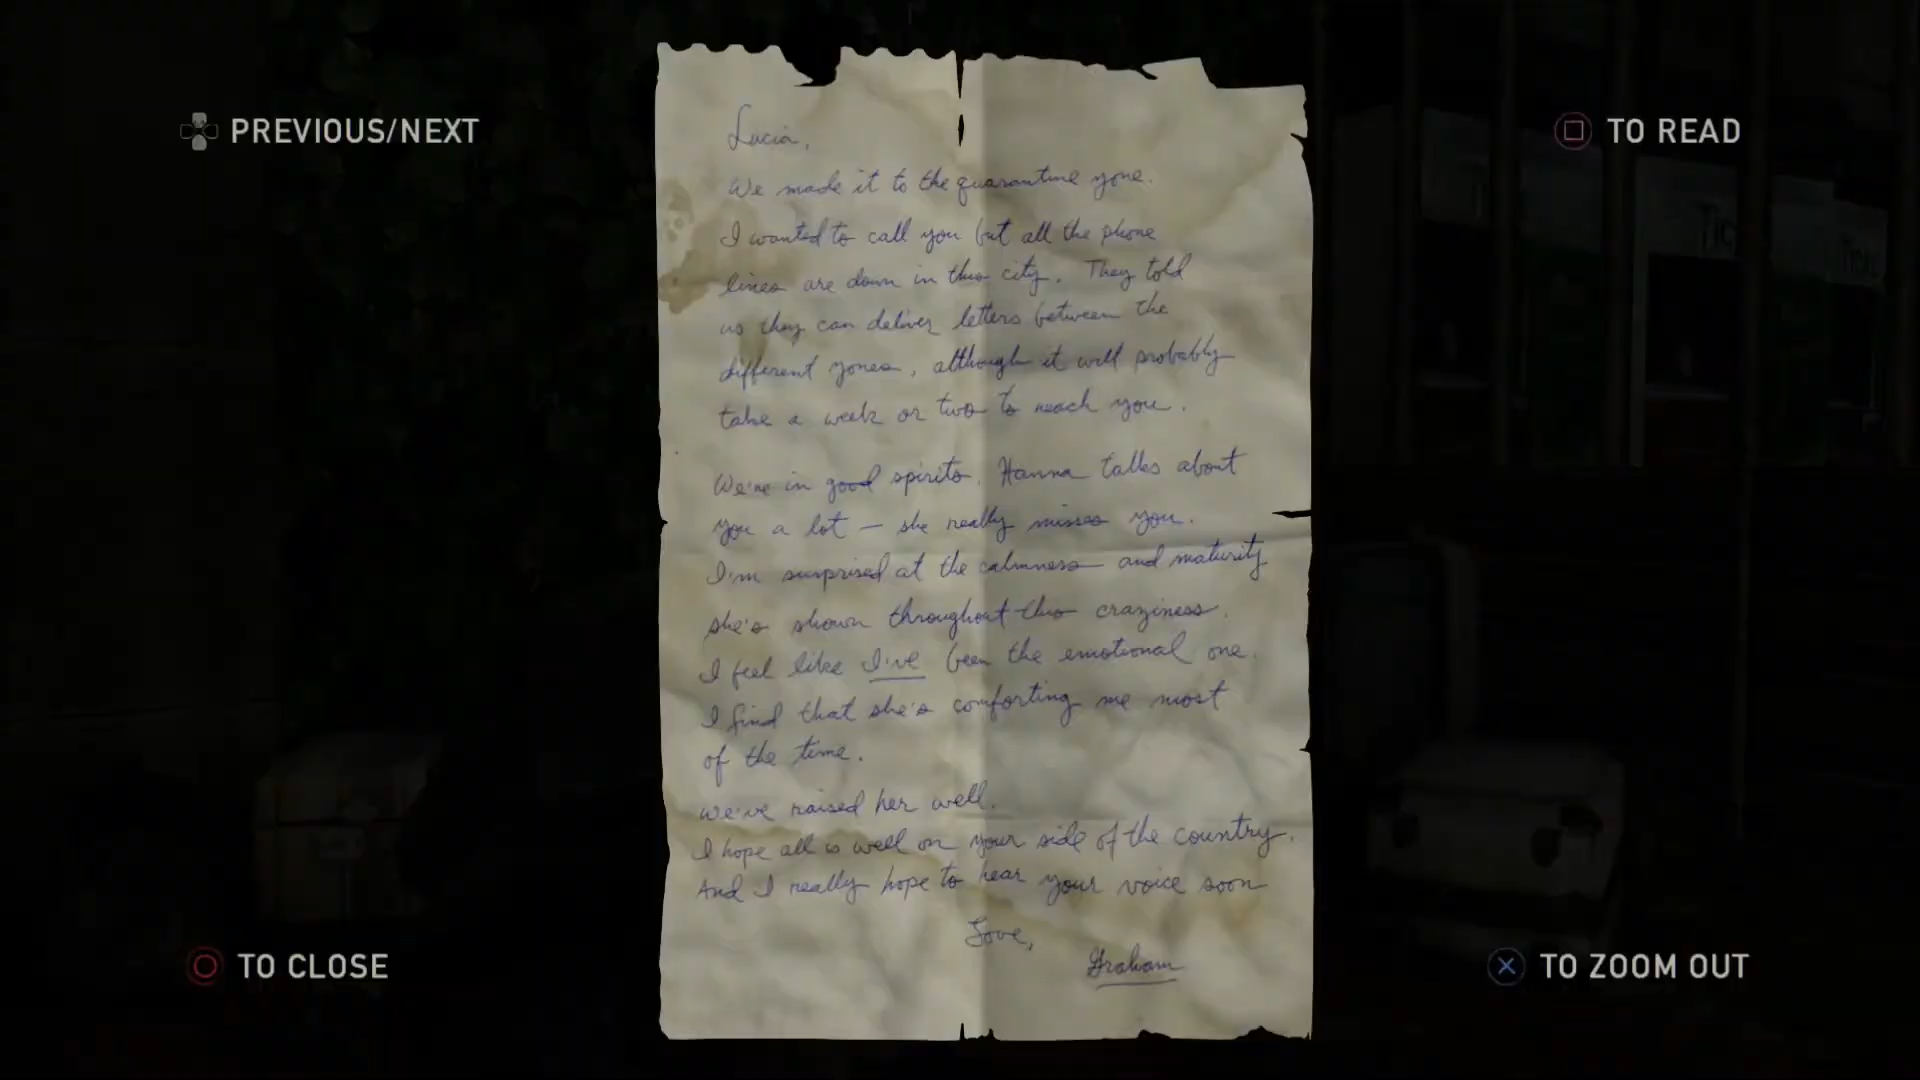 PREVIOUS/NEXT
TO READ
Lucia,
We made it to the quarantine zone.
I wanted to call you but all the phone
lines are down in this city. They told
us they can deliver letters between the
different zones, although it will probably
take a week or two to reach you.
We're in good spirits. Hanna talks about
you a lot — she really misses you.
I'm surprised at the calmness and maturity
she's shown throughout this craziness.
I feel like I've been the emotional one.
I find that she's comforting me most
of the time.
We've raised her well.
I hope all is well on your side of the country.
And I really hope to hear your voice soon
Love,
Graham
TO CLOSE
TO ZOOM OUT